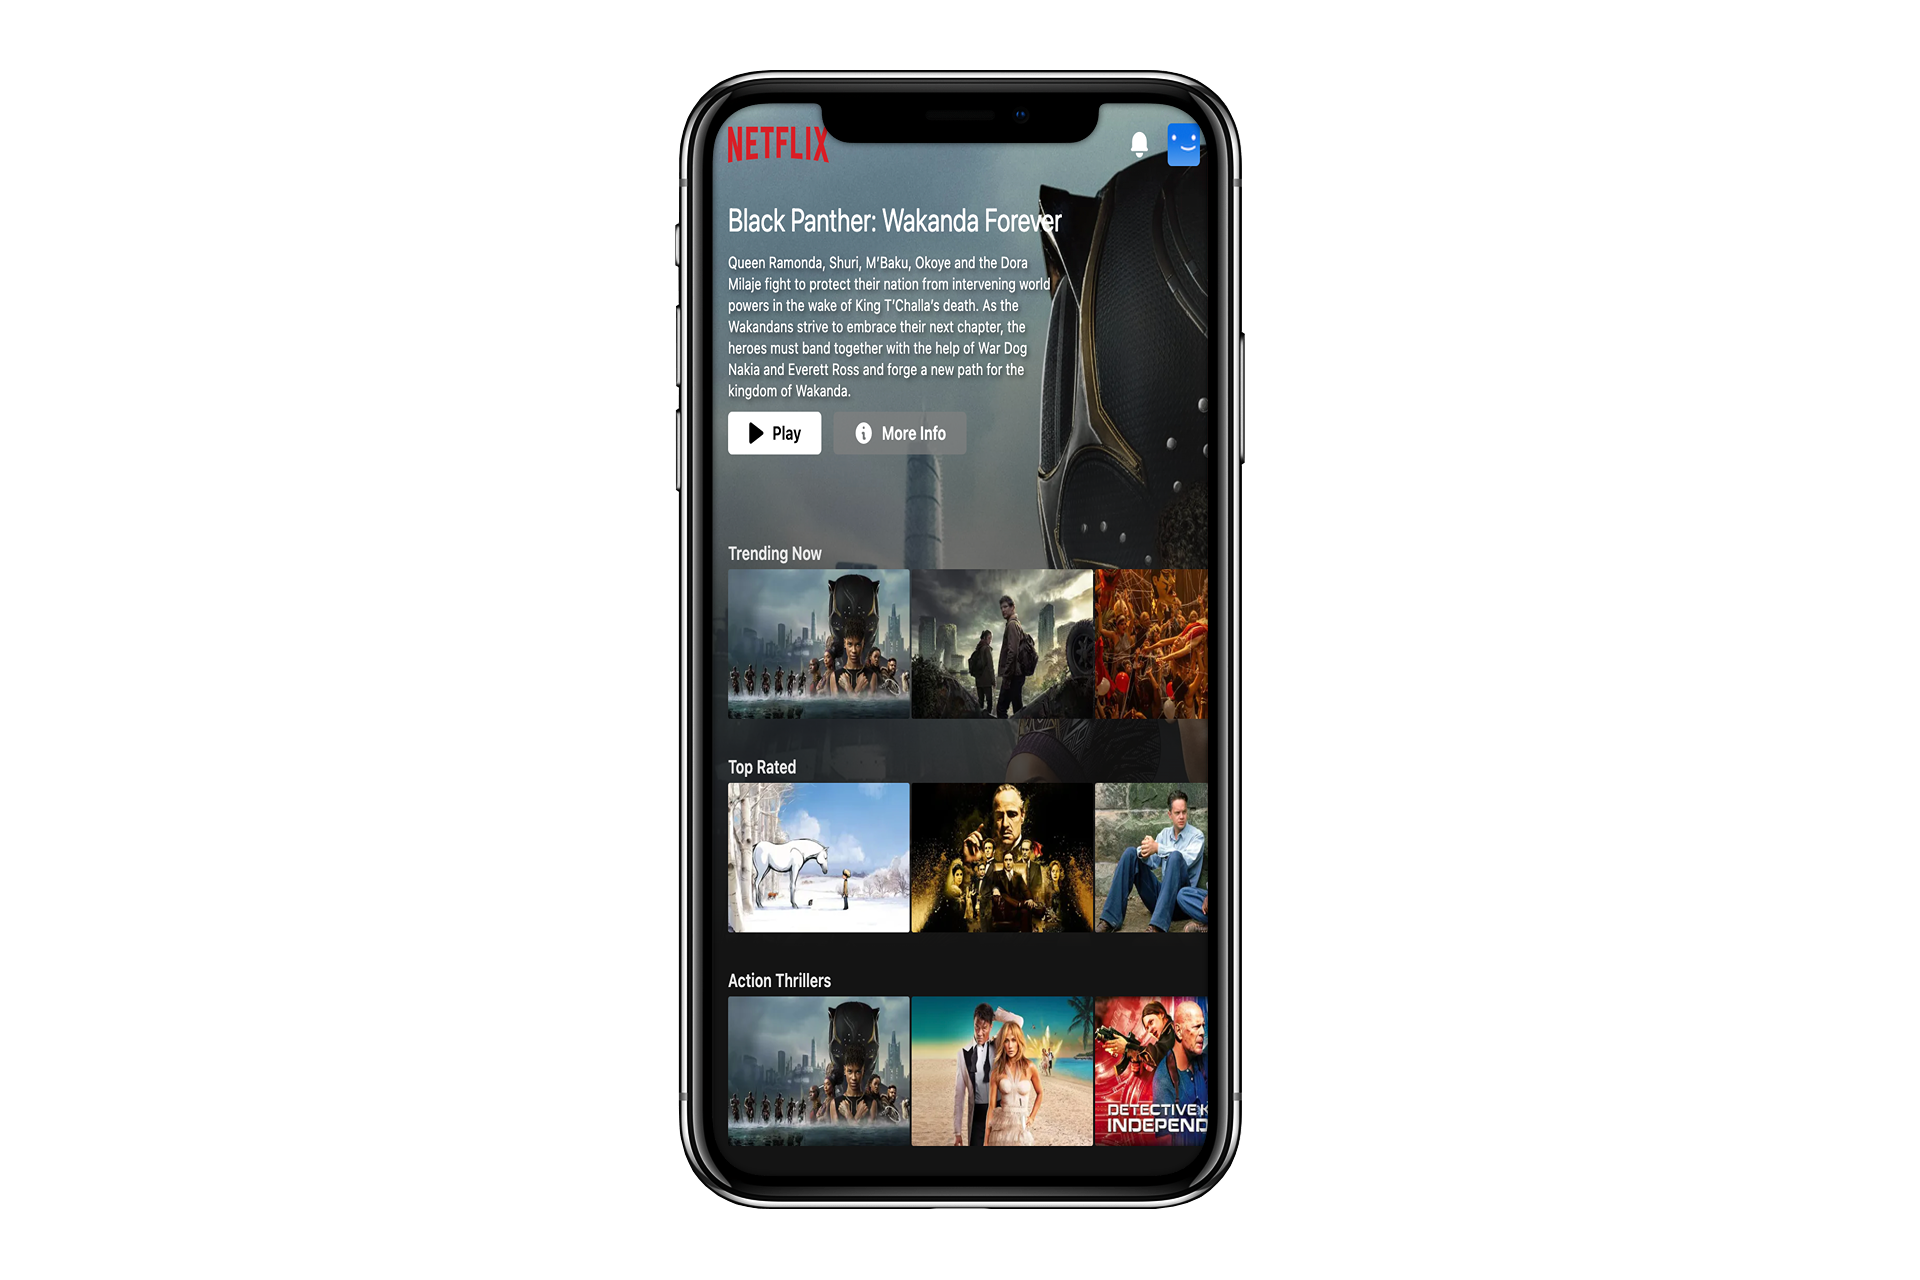 NETFLIX
Black Panther: Wakanda Forever
Queen Ramonda, Shuri, M’Baku, Okoye and the Dora
Milaje fight to protect their nation from intervening world
powers in the wake of King T’Challa’s death. As the
Wakandans strive to embrace their next chapter, the
heroes must band together with the help of War Dog
Nakia and Everett Ross and forge a new path for the
kingdom of Wakanda.
Play
More Info
Trending Now
Top Rated
Action Thrillers
DETECTIVE K
INDEPEND